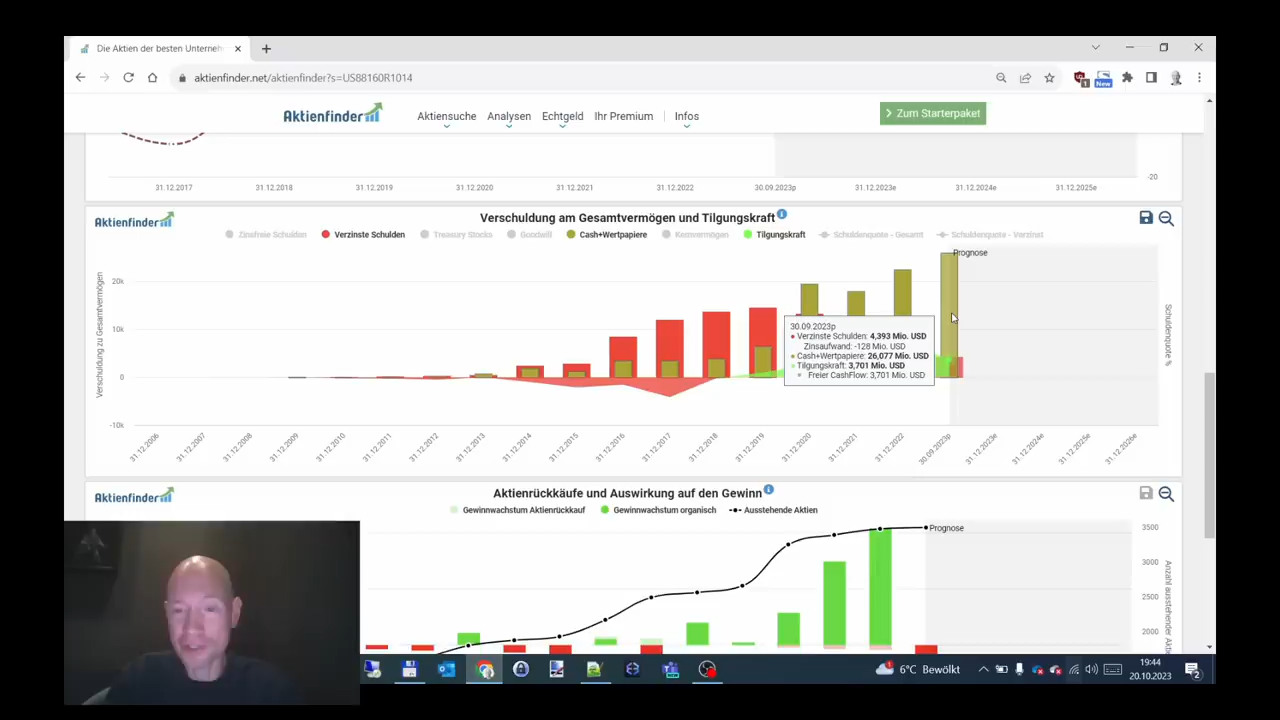 Die Aktien der besten Unterneh
aktienfinder.net/aktienfinder?s=US88160R1014
New
1
Aktienfinder
Aktiensuche
Analysen
Echtgeld
Ihr Premium
Infos
Zum Starterpaket
-20
31.12.2017
31.12.2018
31.12.2019
31.12.2020
31.12.2021
31.12.2022
30.09.2023p
31.12.2023e
31.12.2024e
31.12.2025e
Aktienfinder
Verschuldung am Gesamtvermögen und Tilgungskraft
Zinsfreie Schulden
Verzinste Schulden
Treasury Stocks
Goodwill
Cash+Wertpapiere
Kernvermögen
Tilgungskraft
Schuldenquote - Gesamt
Schuldenquote - Verzinst
Prognose
Verschuldung zu Gesamtvermögen
20k
10k
0
-10k
Schuldenquote %
30.09.2023p
Verzinste Schulden: 4,393 Mio. USD
Zinsaufwand: -128 Mio. USD
Cash+Wertpapiere: 26,077 Mio. USD
Tilgungskraft: 3,701 Mio. USD
Freier CashFlow: 3,701 Mio. USD
31.12.2006
31.12.2007
31.12.2008
31.12.2009
31.12.2010
31.12.2011
31.12.2012
31.12.2013
31.12.2014
31.12.2015
31.12.2016
31.12.2017
31.12.2018
31.12.2019
31.12.2020
31.12.2021
31.12.2022
30.09.2023p
31.12.2023e
31.12.2024e
31.12.2025e
31.12.2026e
Aktienfinder
Aktienrückkäufe und Auswirkung auf den Gewinn
Gewinnwachstum Aktienrückkauf
Gewinnwachstum organisch
Ausstehende Aktien
Prognose
3500
3000
2500
2000
Anzahl ausstehender Akti
1
6°C Bewölkt
19:44
20.10.2023
2